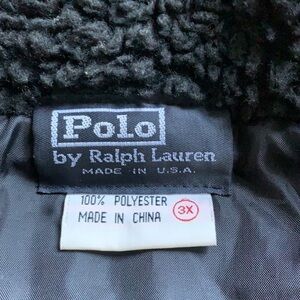 Polo
by Ralph Lauren
MADE IN U.S.A.
100% POLYESTER
MADE IN CHINA 3X